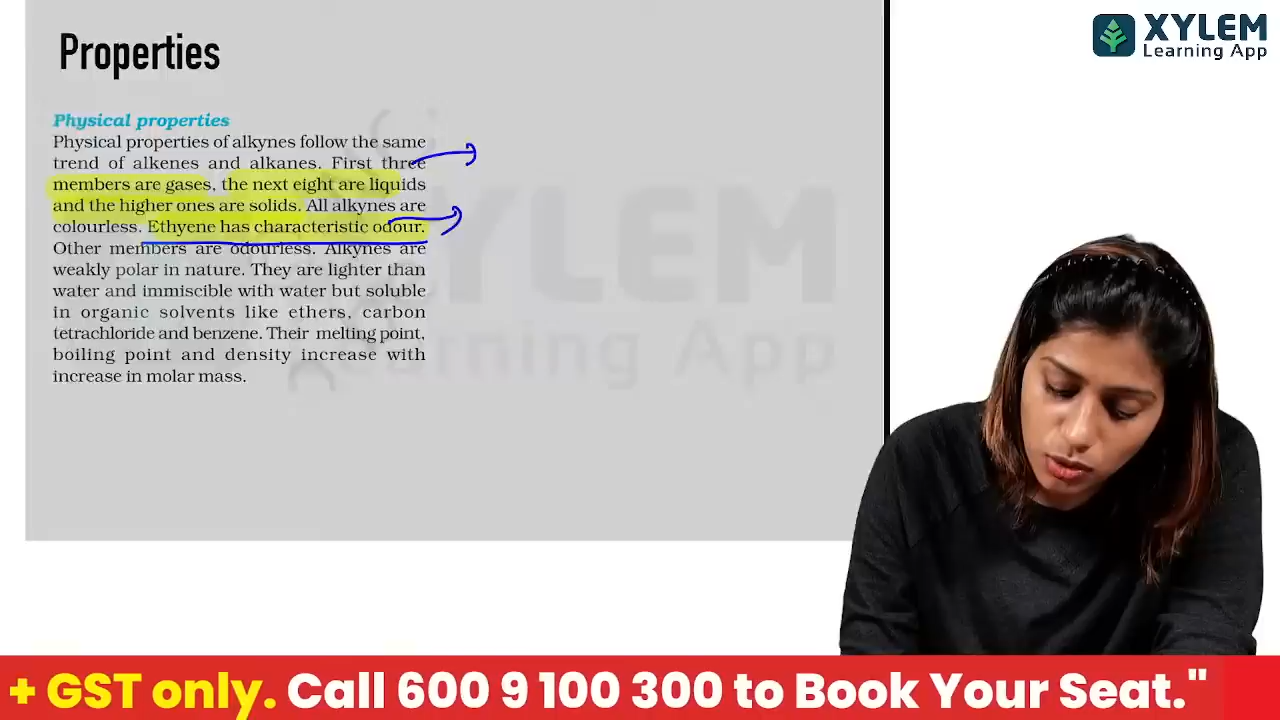 Properties
XYLEM
Learning App
Physical properties
Physical properties of alkynes follow the same
trend of alkenes and alkanes. First three
members are gases, the next eight are liquids
and the higher ones are solids. All alkynes are
colourless. Ethyene has characteristic odour.
Other members are odourless. Alkynes are
weakly polar in nature. They are lighter than
water and immiscible with water but soluble
in organic solvents like ethers, carbon
tetrachloride and benzene. Their melting point,
boiling point and density increase with
increase in molar mass.
XYLEM
Learning App
+ GST only. Call 600 9 100 300 to Book Your Seat."